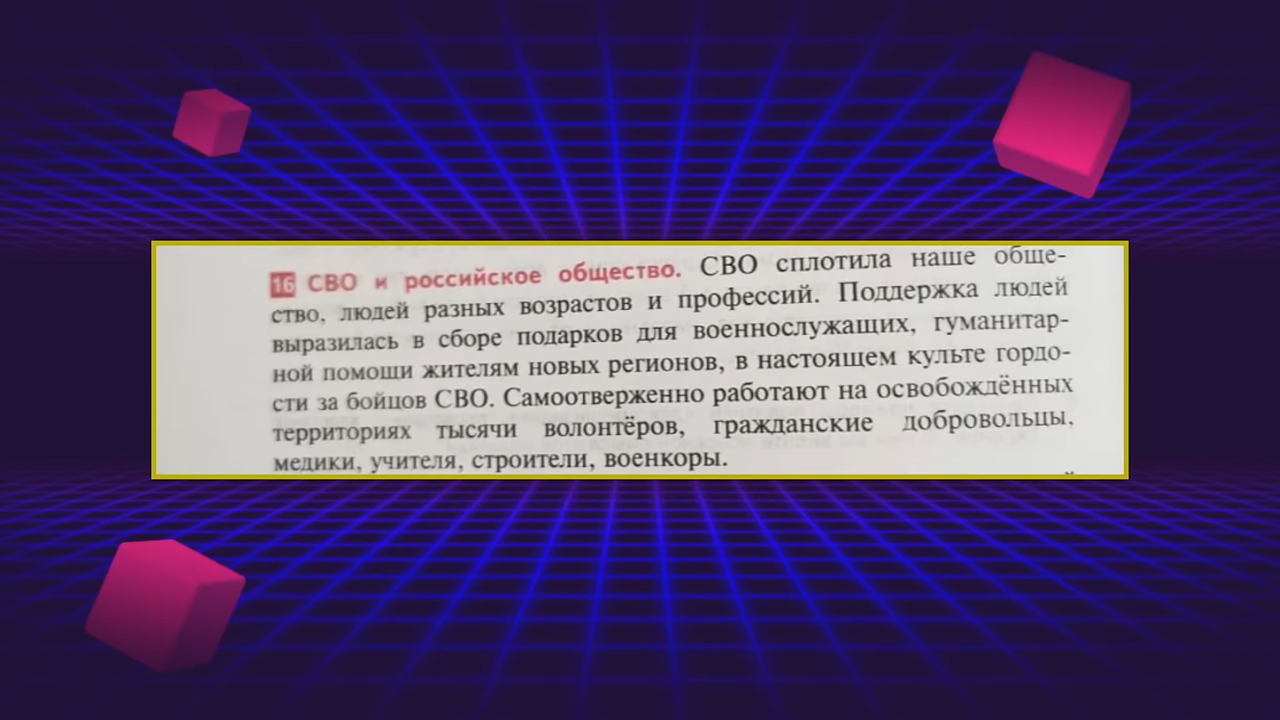 16 СВО и российское общество. СВО сплотила наше обще-
ство, людей разных возрастов и профессий. Поддержка людей
выразилась в сборе подарков для военнослужащих, гуманитар-
ной помощи жителям новых регионов, в настоящем культе гордо-
сти за бойцов СВО. Самоотверженно работают на освобождённых
территориях тысячи волонтёров, гражданские добровольцы,
медики, учителя, строители, военкоры.